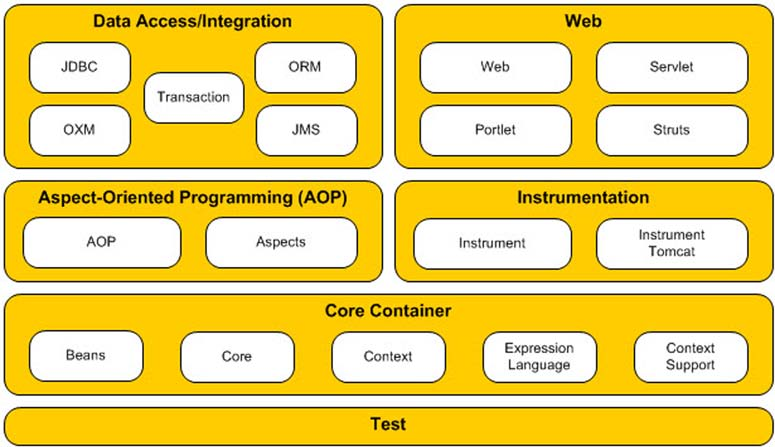 Data Access/Integration
JDBC
ORM
Transaction
OXM
JMS
Web
Web
Servlet
Portlet
Struts
Aspect-Oriented Programming (AOP)
AOP
Aspects
Instrumentation
Instrument
Instrument
Tomcat
Core Container
Beans
Core
Context
Expression
Language
Context
Support
Test